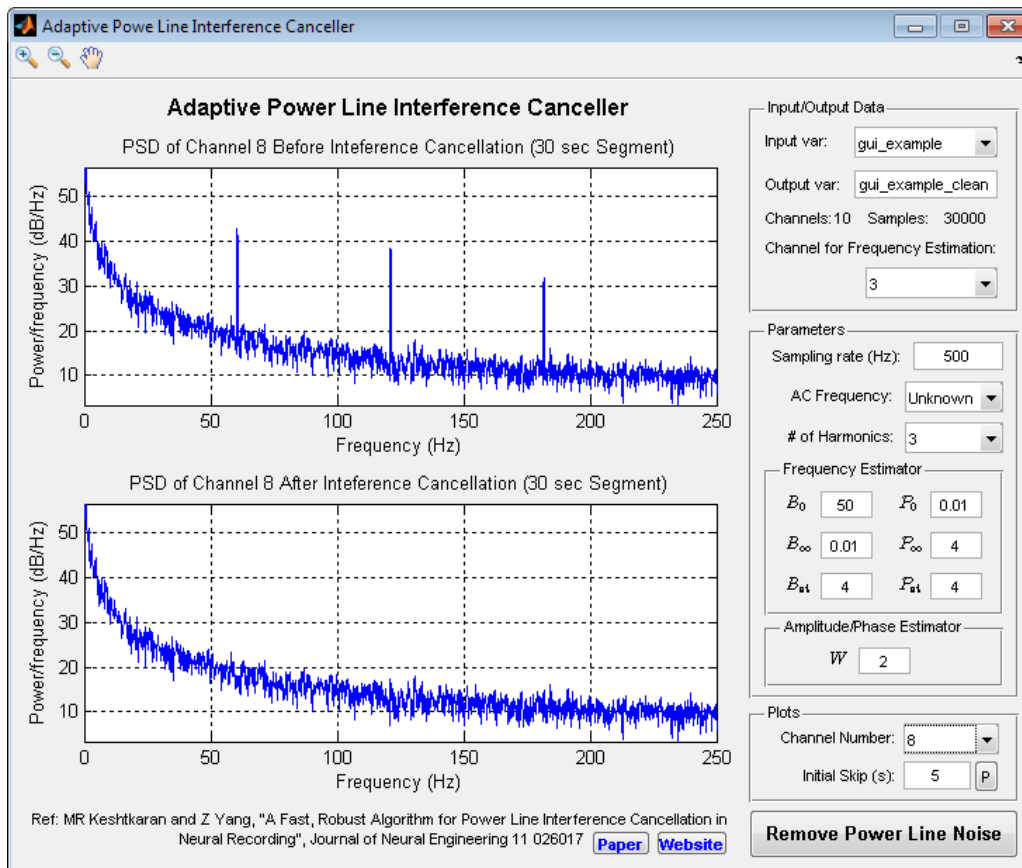 Adaptive Powe Line Interference Canceller
Adaptive Power Line Interference Canceller
PSD of Channel 8 Before Inteference Cancellation (30 sec Segment)
Power/frequency (dB/Hz)
50
40
30
20
10
0 50 100 150 200 250
Frequency (Hz)
PSD of Channel 8 After Inteference Cancellation (30 sec Segment)
Power/frequency (dB/Hz)
50
40
30
20
10
0 50 100 150 200 250
Frequency (Hz)
Ref: MR Keshtkaran and Z Yang, "A Fast, Robust Algorithm for Power Line Interference Cancellation in
Neural Recording", Journal of Neural Engineering 11 026017 Paper Website
Input/Output Data
Input var: gui_example
Output var: gui_example_clean
Channels: 10 Samples: 30000
Channel for Frequency Estimation:
3
Parameters
Sampling rate (Hz): 500
AC Frequency: Unknown
# of Harmonics: 3
Frequency Estimator
B0 50 P0 0.01
B∞ 0.01 P∞ 4
Bst 4 Pst 4
Amplitude/Phase Estimator
W 2
Plots
Channel Number: 8
Initial Skip (s): 5 P
Remove Power Line Noise